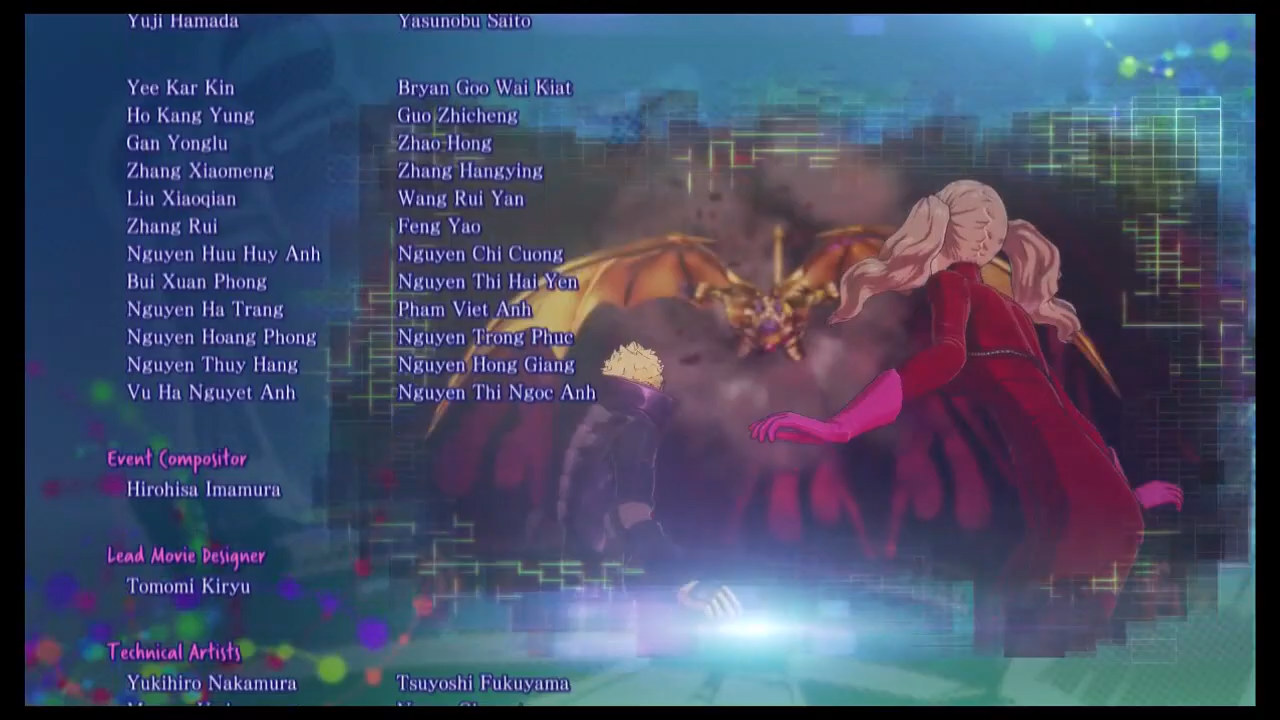 Yuji Hamada Yasunobu Saito
Yee Kar Kin Bryan Goo Wai Kiat
Ho Kang Yung Guo Zhicheng
Gan Yonglu Zhao Hong
Zhang Xiaomeng Zhang Hangying
Liu Xiaoqian Wang Rui Yan
Zhang Rui Feng Yao
Nguyen Huu Huy Anh Nguyen Chi Cuong
Bui Xuan Phong Nguyen Thi Hai Yen
Nguyen Ha Trang Pham Viet Anh
Nguyen Hoang Phong Nguyen Trong Phuc
Nguyen Thuy Hang Nguyen Hong Giang
Vu Ha Nguyet Anh Nguyen Thi Ngoc Anh
Event Compositor
Hirohisa Imamura
Lead Movie Designer
Tomomi Kiryu
Technical Artists
Yukihiro Nakamura Tsuyoshi Fukuyama